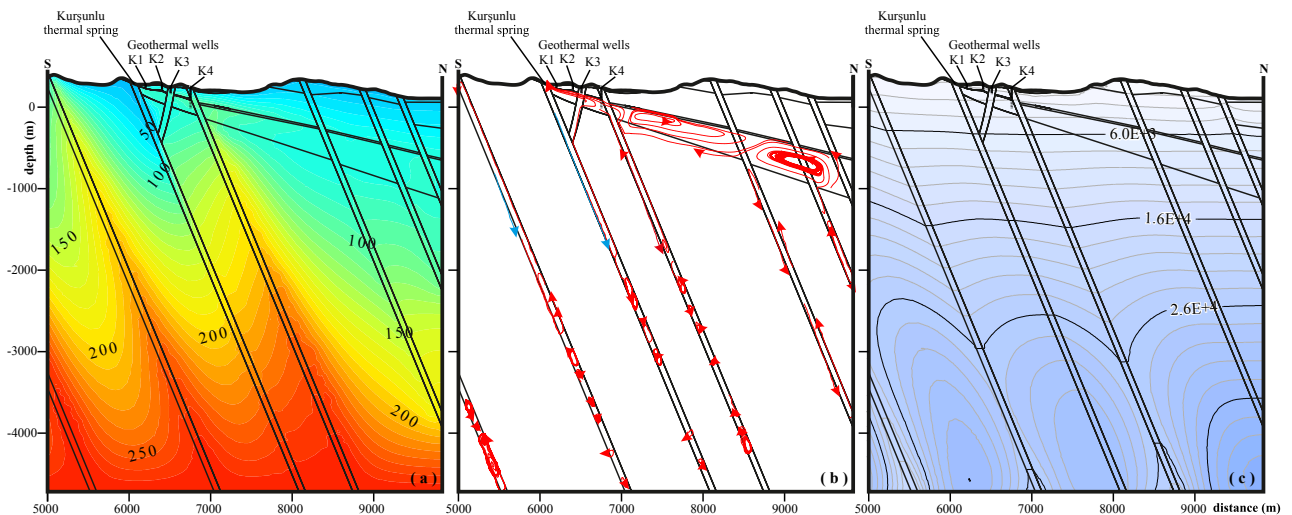 Kurşunlu
thermal spring
Geothermal wells
K1 K2 K3
K4
S
N
depth (m)
0
-1000
-2000
-3000
-4000
50
100
150
100
200
200
150
200
250
( a )
5000 6000 7000 8000 9000
Kurşunlu
thermal spring
Geothermal wells
K1 K2 K3
K4
S
N
( b )
5000 6000 7000 8000 9000
Kurşunlu
thermal spring
Geothermal wells
K1 K2 K3
K4
S
N
6.0E+3
1.6E+4
2.6E+4
( c )
5000 6000 7000 8000 9000 distance (m)